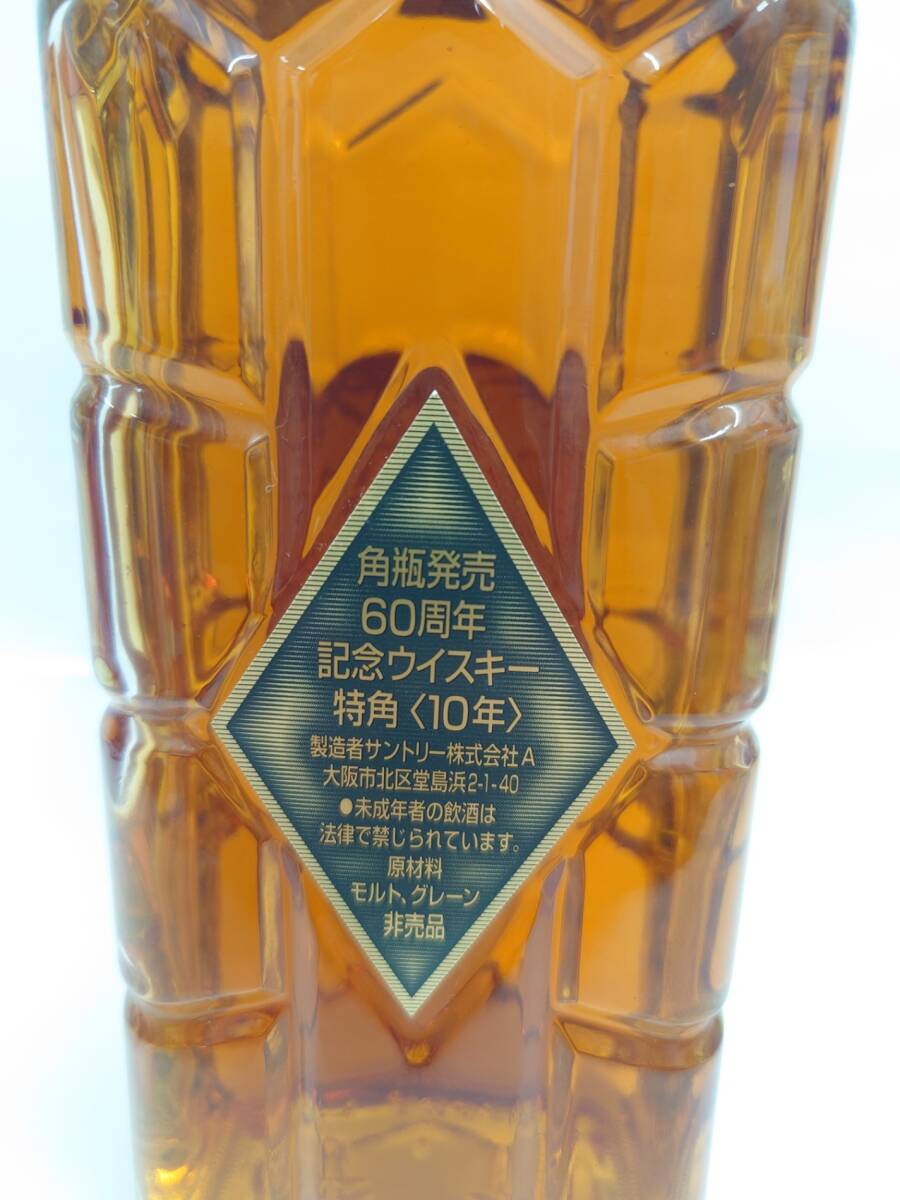 角瓶発売
60周年
記念ウイスキー
特角〈10年〉
製造者サントリー株式会社A
大阪市北区堂島浜2-1-40
●未成年者の飲酒は
法律で禁じられています。
原材料
モルト、グレーン
非売品